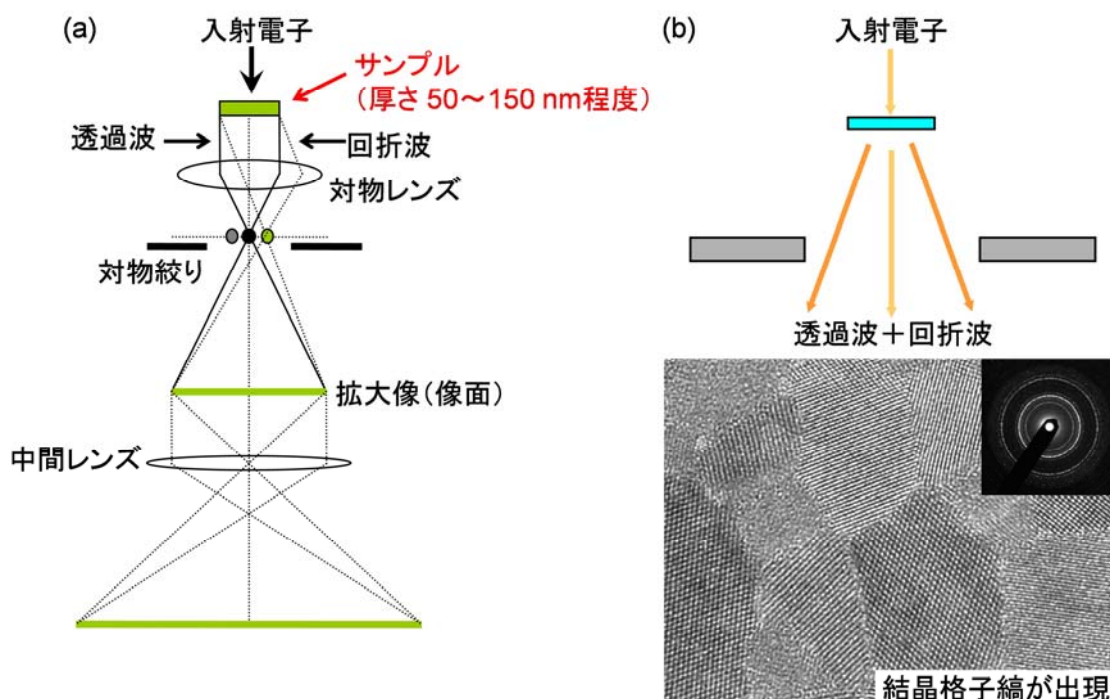 (a)
入射電子
サンプル
(厚さ 50～150 nm程度)
透過波
回折波
対物レンズ
対物絞り
拡大像(像面)
中間レンズ
(b)
入射電子
透過波＋回折波
結晶格子縞が出現